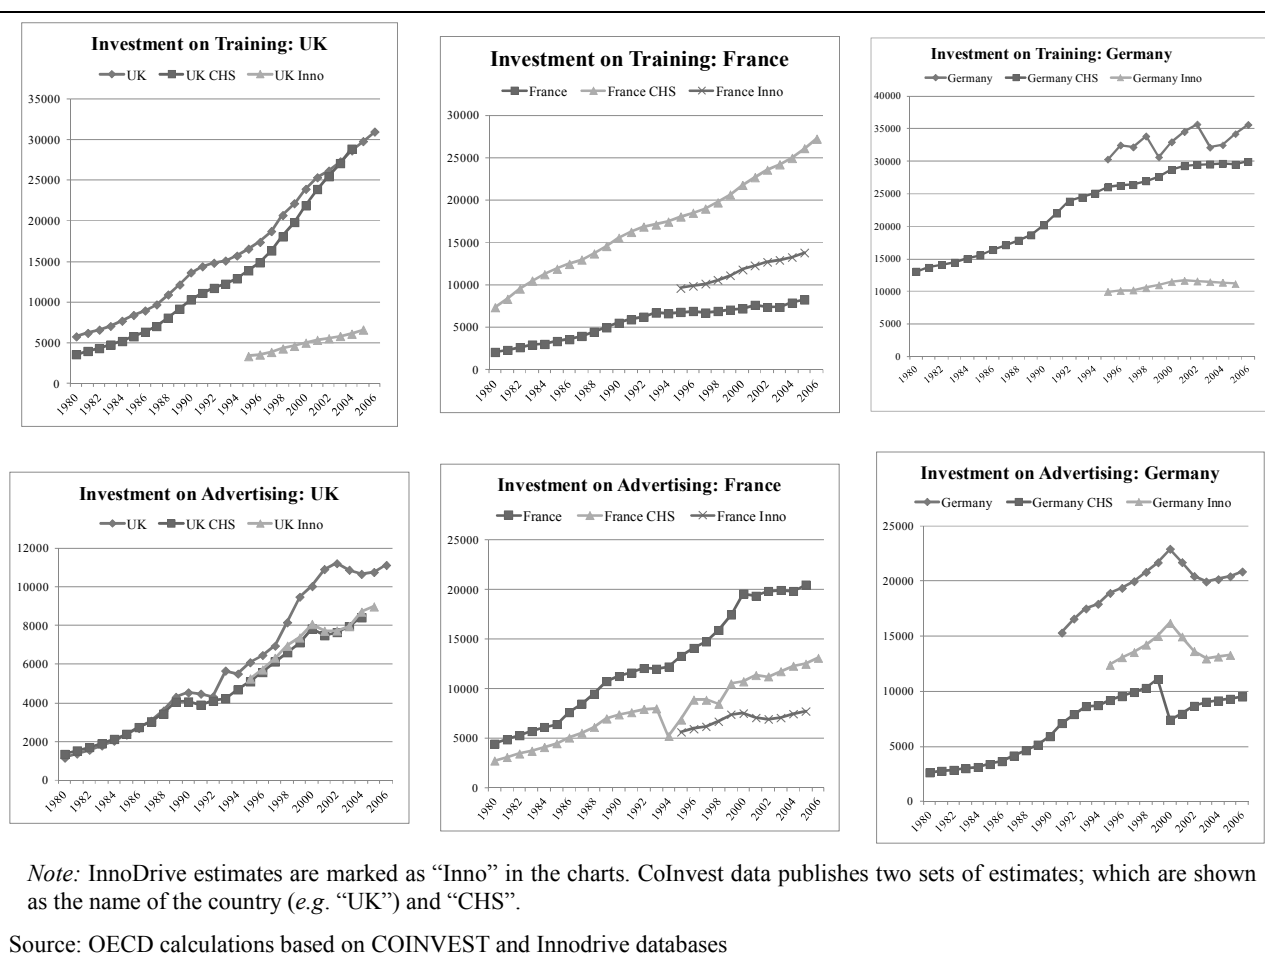 Investment on Training: UK
UK UK CHS UK Inno
35000
30000
25000
20000
15000
10000
5000
0
1980 1982 1984 1986 1988 1990 1992 1994 1996 1998 2000 2002 2004 2006
Investment on Training: France
France France CHS France Inno
30000
25000
20000
15000
10000
5000
0
1980 1982 1984 1986 1988 1990 1992 1994 1996 1998 2000 2002 2004 2006
Investment on Training: Germany
Germany Germany CHS Germany Inno
40000
35000
30000
25000
20000
15000
10000
5000
0
1980 1982 1984 1986 1988 1990 1992 1994 1996 1998 2000 2002 2004 2006
Investment on Advertising: UK
UK UK CHS UK Inno
12000
10000
8000
6000
4000
2000
0
1980 1982 1984 1986 1988 1990 1992 1994 1996 1998 2000 2002 2004 2006
Investment on Advertising: France
France France CHS France Inno
25000
20000
15000
10000
5000
0
1980 1982 1984 1986 1988 1990 1992 1994 1996 1998 2000 2002 2004 2006
Investment on Advertising: Germany
Germany Germany CHS Germany Inno
25000
20000
15000
10000
5000
0
1980 1982 1984 1986 1988 1990 1992 1994 1996 1998 2000 2002 2004 2006
Note: InnoDrive estimates are marked as “Inno” in the charts. CoInvest data publishes two sets of estimates; which are shown
as the name of the country (e.g. “UK”) and “CHS”.
Source: OECD calculations based on COINVEST and Innodrive databases